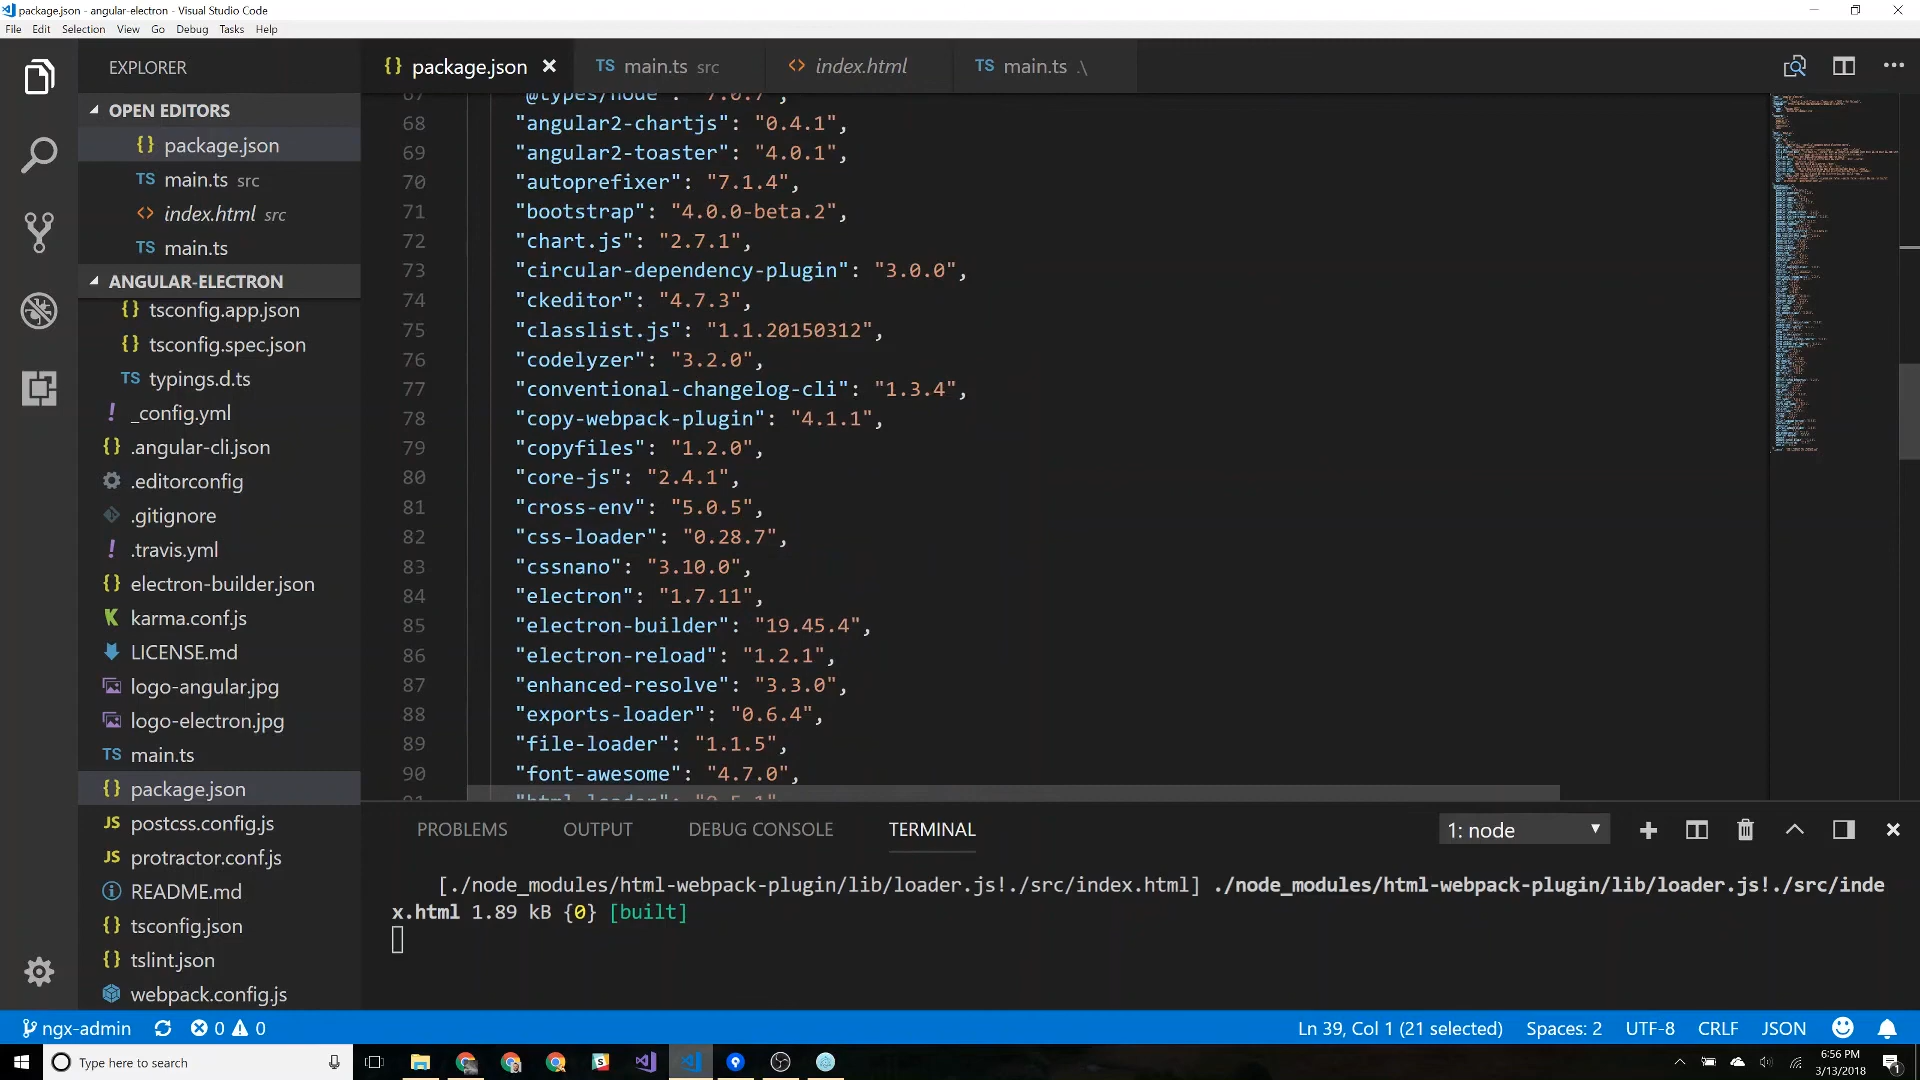 package.json - angular-electron - Visual Studio Code
File Edit Selection View Go Debug Tasks Help
EXPLORER
OPEN EDITORS
{} package.json
TS main.ts src
<> index.html src
TS main.ts
ANGULAR-ELECTRON
{} tsconfig.app.json
{} tsconfig.spec.json
TS typings.d.ts
! _config.yml
{} .angular-cli.json
.editorconfig
.gitignore
! .travis.yml
{} electron-builder.json
karma.conf.js
LICENSE.md
logo-angular.jpg
logo-electron.jpg
TS main.ts
{} package.json
JS postcss.config.js
JS protractor.conf.js
README.md
{} tsconfig.json
{} tslint.json
webpack.config.js
{} package.json × TS main.ts src <> index.html TS main.ts .\
67 "@types/node": "7.0.7",
68 "angular2-chartjs": "0.4.1",
69 "angular2-toaster": "4.0.1",
70 "autoprefixer": "7.1.4",
71 "bootstrap": "4.0.0-beta.2",
72 "chart.js": "2.7.1",
73 "circular-dependency-plugin": "3.0.0",
74 "ckeditor": "4.7.3",
75 "classlist.js": "1.1.20150312",
76 "codelyzer": "3.2.0",
77 "conventional-changelog-cli": "1.3.4",
78 "copy-webpack-plugin": "4.1.1",
79 "copyfiles": "1.2.0",
80 "core-js": "2.4.1",
81 "cross-env": "5.0.5",
82 "css-loader": "0.28.7",
83 "cssnano": "3.10.0",
84 "electron": "1.7.11",
85 "electron-builder": "19.45.4",
86 "electron-reload": "1.2.1",
87 "enhanced-resolve": "3.3.0",
88 "exports-loader": "0.6.4",
89 "file-loader": "1.1.5",
90 "font-awesome": "4.7.0",
91 "html-loader": "0.5.1"
PROBLEMS OUTPUT DEBUG CONSOLE TERMINAL 1: node
[./node_modules/html-webpack-plugin/lib/loader.js!./src/index.html] ./node_modules/html-webpack-plugin/lib/loader.js!./src/inde
x.html 1.89 kB {0} [built]
ngx-admin 0 0 Ln 39, Col 1 (21 selected) Spaces: 2 UTF-8 CRLF JSON
Type here to search
6:56 PM
3/13/2018
1